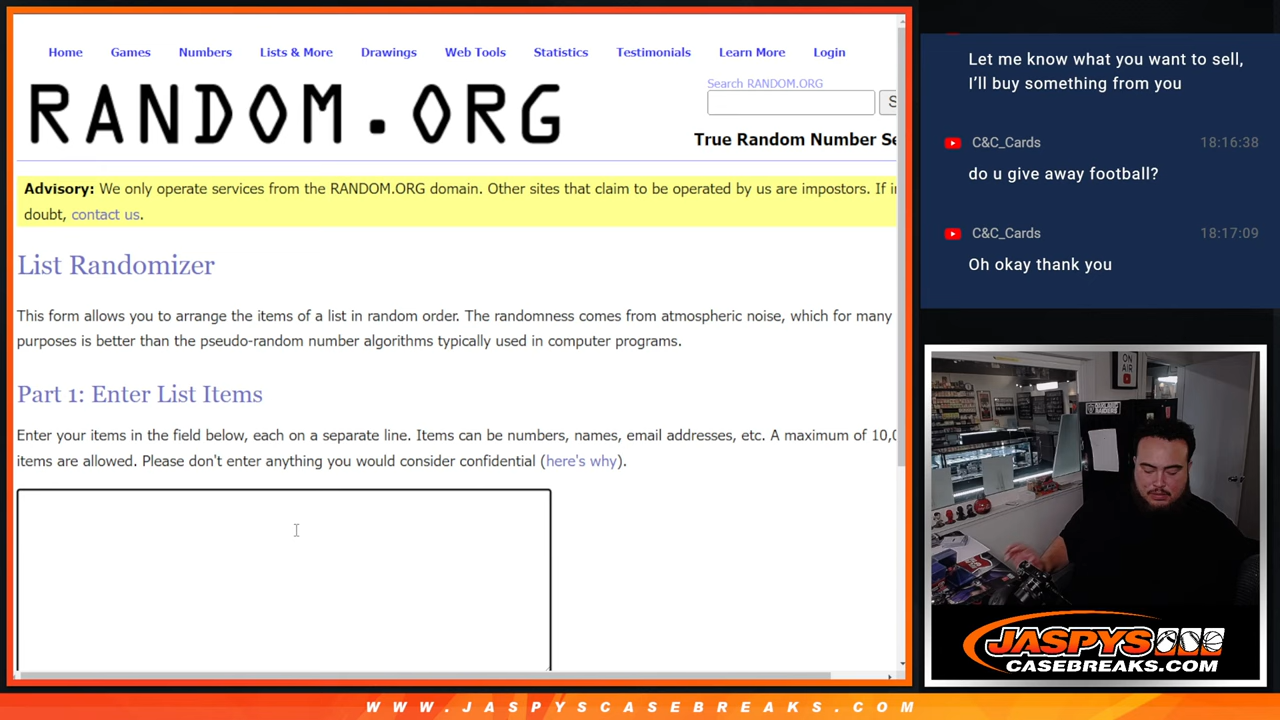 Home Games Numbers Lists & More Drawings Web Tools Statistics Testimonials Learn More Login
Search RANDOM.ORG
RANDOM.ORG
S
True Random Number Se
Advisory: We only operate services from the RANDOM.ORG domain. Other sites that claim to be operated by us are impostors. If in
doubt, contact us.
List Randomizer
This form allows you to arrange the items of a list in random order. The randomness comes from atmospheric noise, which for many
purposes is better than the pseudo-random number algorithms typically used in computer programs.
Part 1: Enter List Items
Enter your items in the field below, each on a separate line. Items can be numbers, names, email addresses, etc. A maximum of 10,0
items are allowed. Please don't enter anything you would consider confidential (here's why).
Let me know what you want to sell,
I'll buy something from you
C&C_Cards 18:16:38
do u give away football?
C&C_Cards 18:17:09
Oh okay thank you
ON
AIR
JASPYS
CASEBREAKS.COM
WWW.JASPYSCASEBREAKS.COM